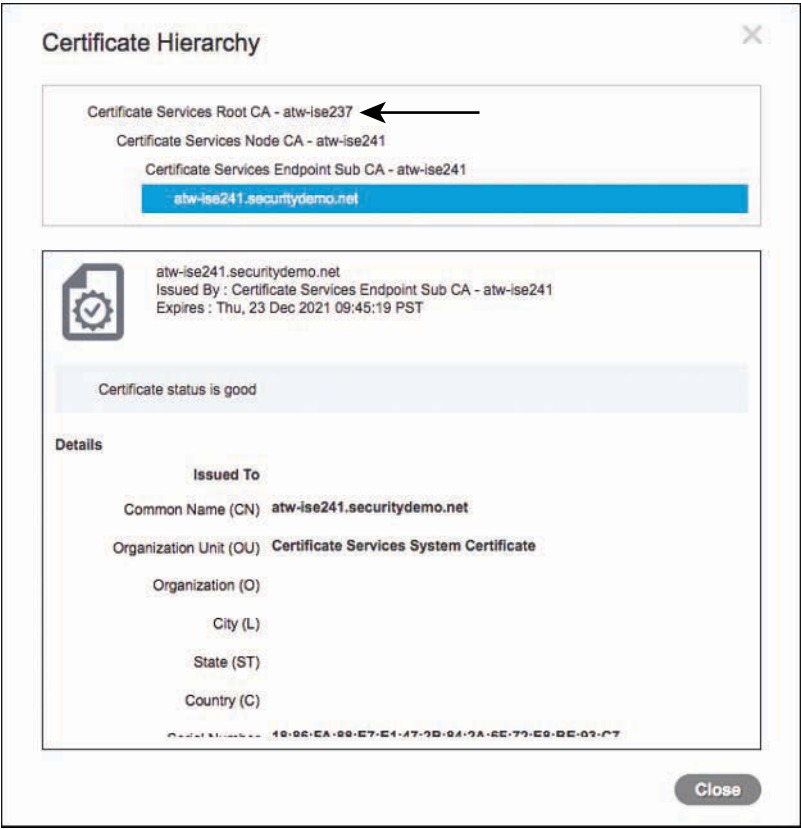 Certificate Hierarchy
Certificate Services Root CA - atw-ise237
Certificate Services Node CA - atw-ise241
Certificate Services Endpoint Sub CA - atw-ise241
atw-ise241.securitydemo.net
atw-ise241.securitydemo.net
Issued By : Certificate Services Endpoint Sub CA - atw-ise241
Expires : Thu, 23 Dec 2021 09:45:19 PST
Certificate status is good
Details
Issued To
Common Name (CN) atw-ise241.securitydemo.net
Organization Unit (OU) Certificate Services System Certificate
Organization (O)
City (L)
State (ST)
Country (C)
Serial Number
Close